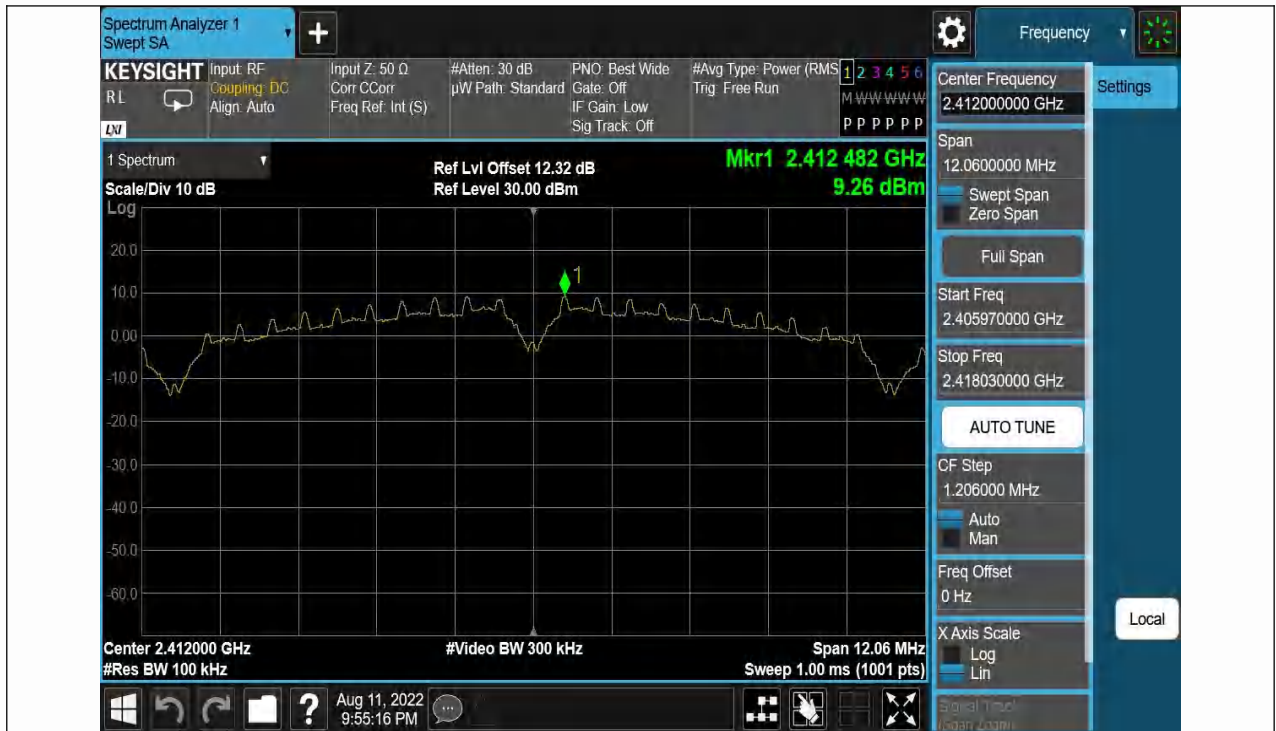 Spectrum Analyzer 1
Swept SA
+
Frequency
KEYSIGHT
RL
LXI
Input: RF
Coupling: DC
Align: Auto
Input Z: 50 Ω
Corr CCorr
Freq Ref: Int (S)
#Atten: 30 dB
µW Path: Standard
PNO: Best Wide
Gate: Off
IF Gain: Low
Sig Track: Off
#Avg Type: Power (RMS
Trig: Free Run
1 2 3 4 5 6
M W W W W W
P P P P P P
1 Spectrum
Scale/Div 10 dB
Log
Ref Lvl Offset 12.32 dB
Ref Level 30.00 dBm
Mkr1 2.412 482 GHz
9.26 dBm
1
20.0
10.0
0.00
-10.0
-20.0
-30.0
-40.0
-50.0
-60.0
Center 2.412000 GHz
#Res BW 100 kHz
#Video BW 300 kHz
Span 12.06 MHz
Sweep 1.00 ms (1001 pts)
Center Frequency
2.412000000 GHz
Settings
Span
12.0600000 MHz
Swept Span
Zero Span
Full Span
Start Freq
2.405970000 GHz
Stop Freq
2.418030000 GHz
AUTO TUNE
CF Step
1.206000 MHz
Auto
Man
Freq Offset
0 Hz
X Axis Scale
Log
Lin
Signal Track
(Span Zoom)
Local
?
Aug 11, 2022
9:55:16 PM